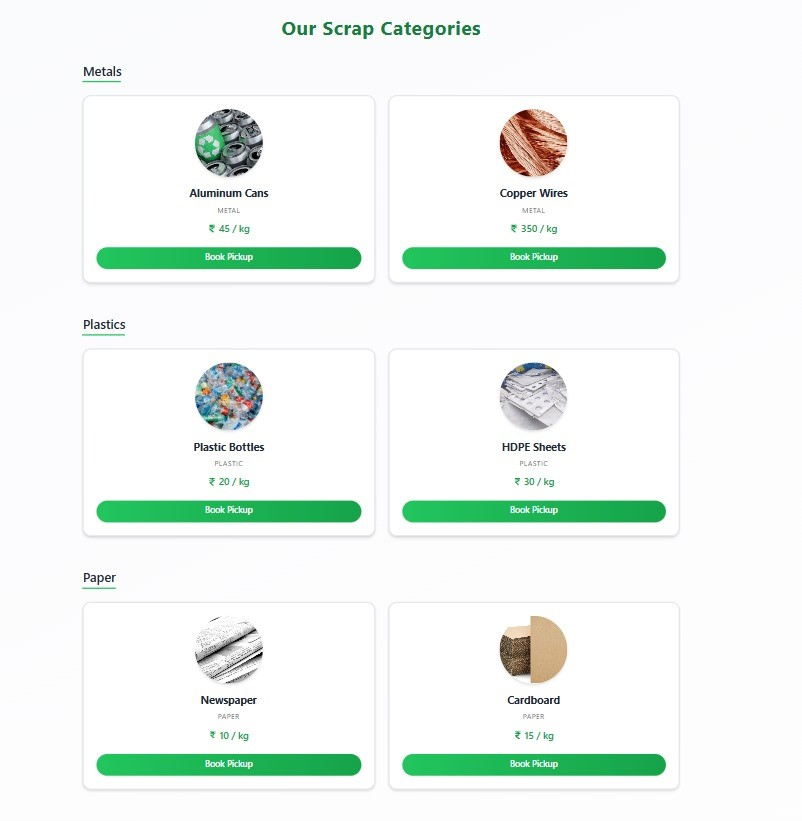 Our Scrap Categories
Metals
Aluminum Cans
METAL
₹ 45 / kg
Book Pickup
Copper Wires
METAL
₹ 350 / kg
Book Pickup
Plastics
Plastic Bottles
PLASTIC
₹ 20 / kg
Book Pickup
HDPE Sheets
PLASTIC
₹ 30 / kg
Book Pickup
Paper
Newspaper
PAPER
₹ 10 / kg
Book Pickup
Cardboard
PAPER
₹ 15 / kg
Book Pickup